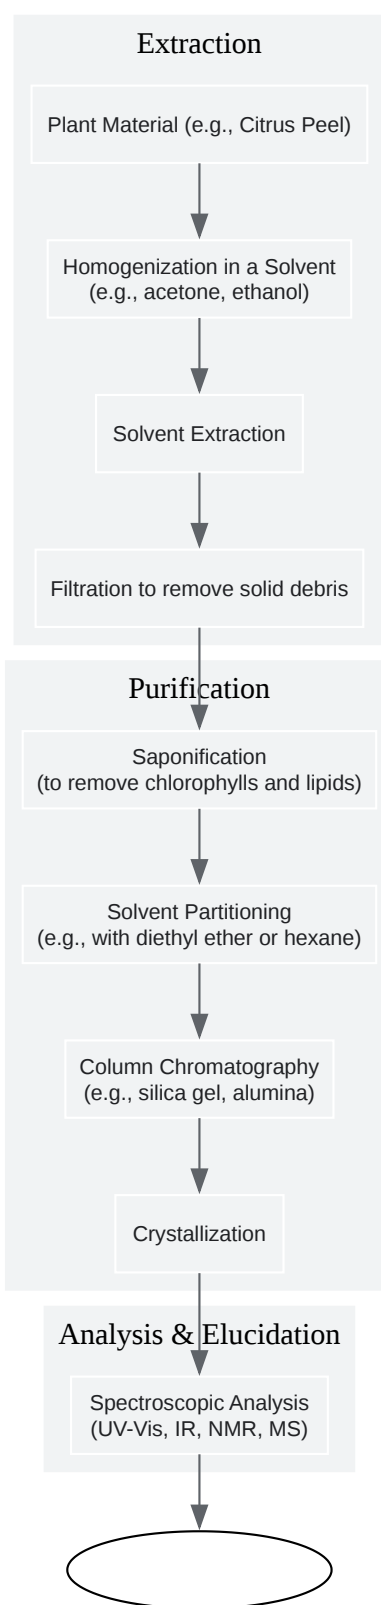 Extraction
Plant Material (e.g., Citrus Peel)
Homogenization in a Solvent
(e.g., acetone, ethanol)
Solvent Extraction
Filtration to remove solid debris
Purification
Saponification
(to remove chlorophylls and lipids)
Solvent Partitioning
(e.g., with diethyl ether or hexane)
Column Chromatography
(e.g., silica gel, alumina)
Crystallization
Analysis & Elucidation
Spectroscopic Analysis
(UV-Vis, IR, NMR, MS)